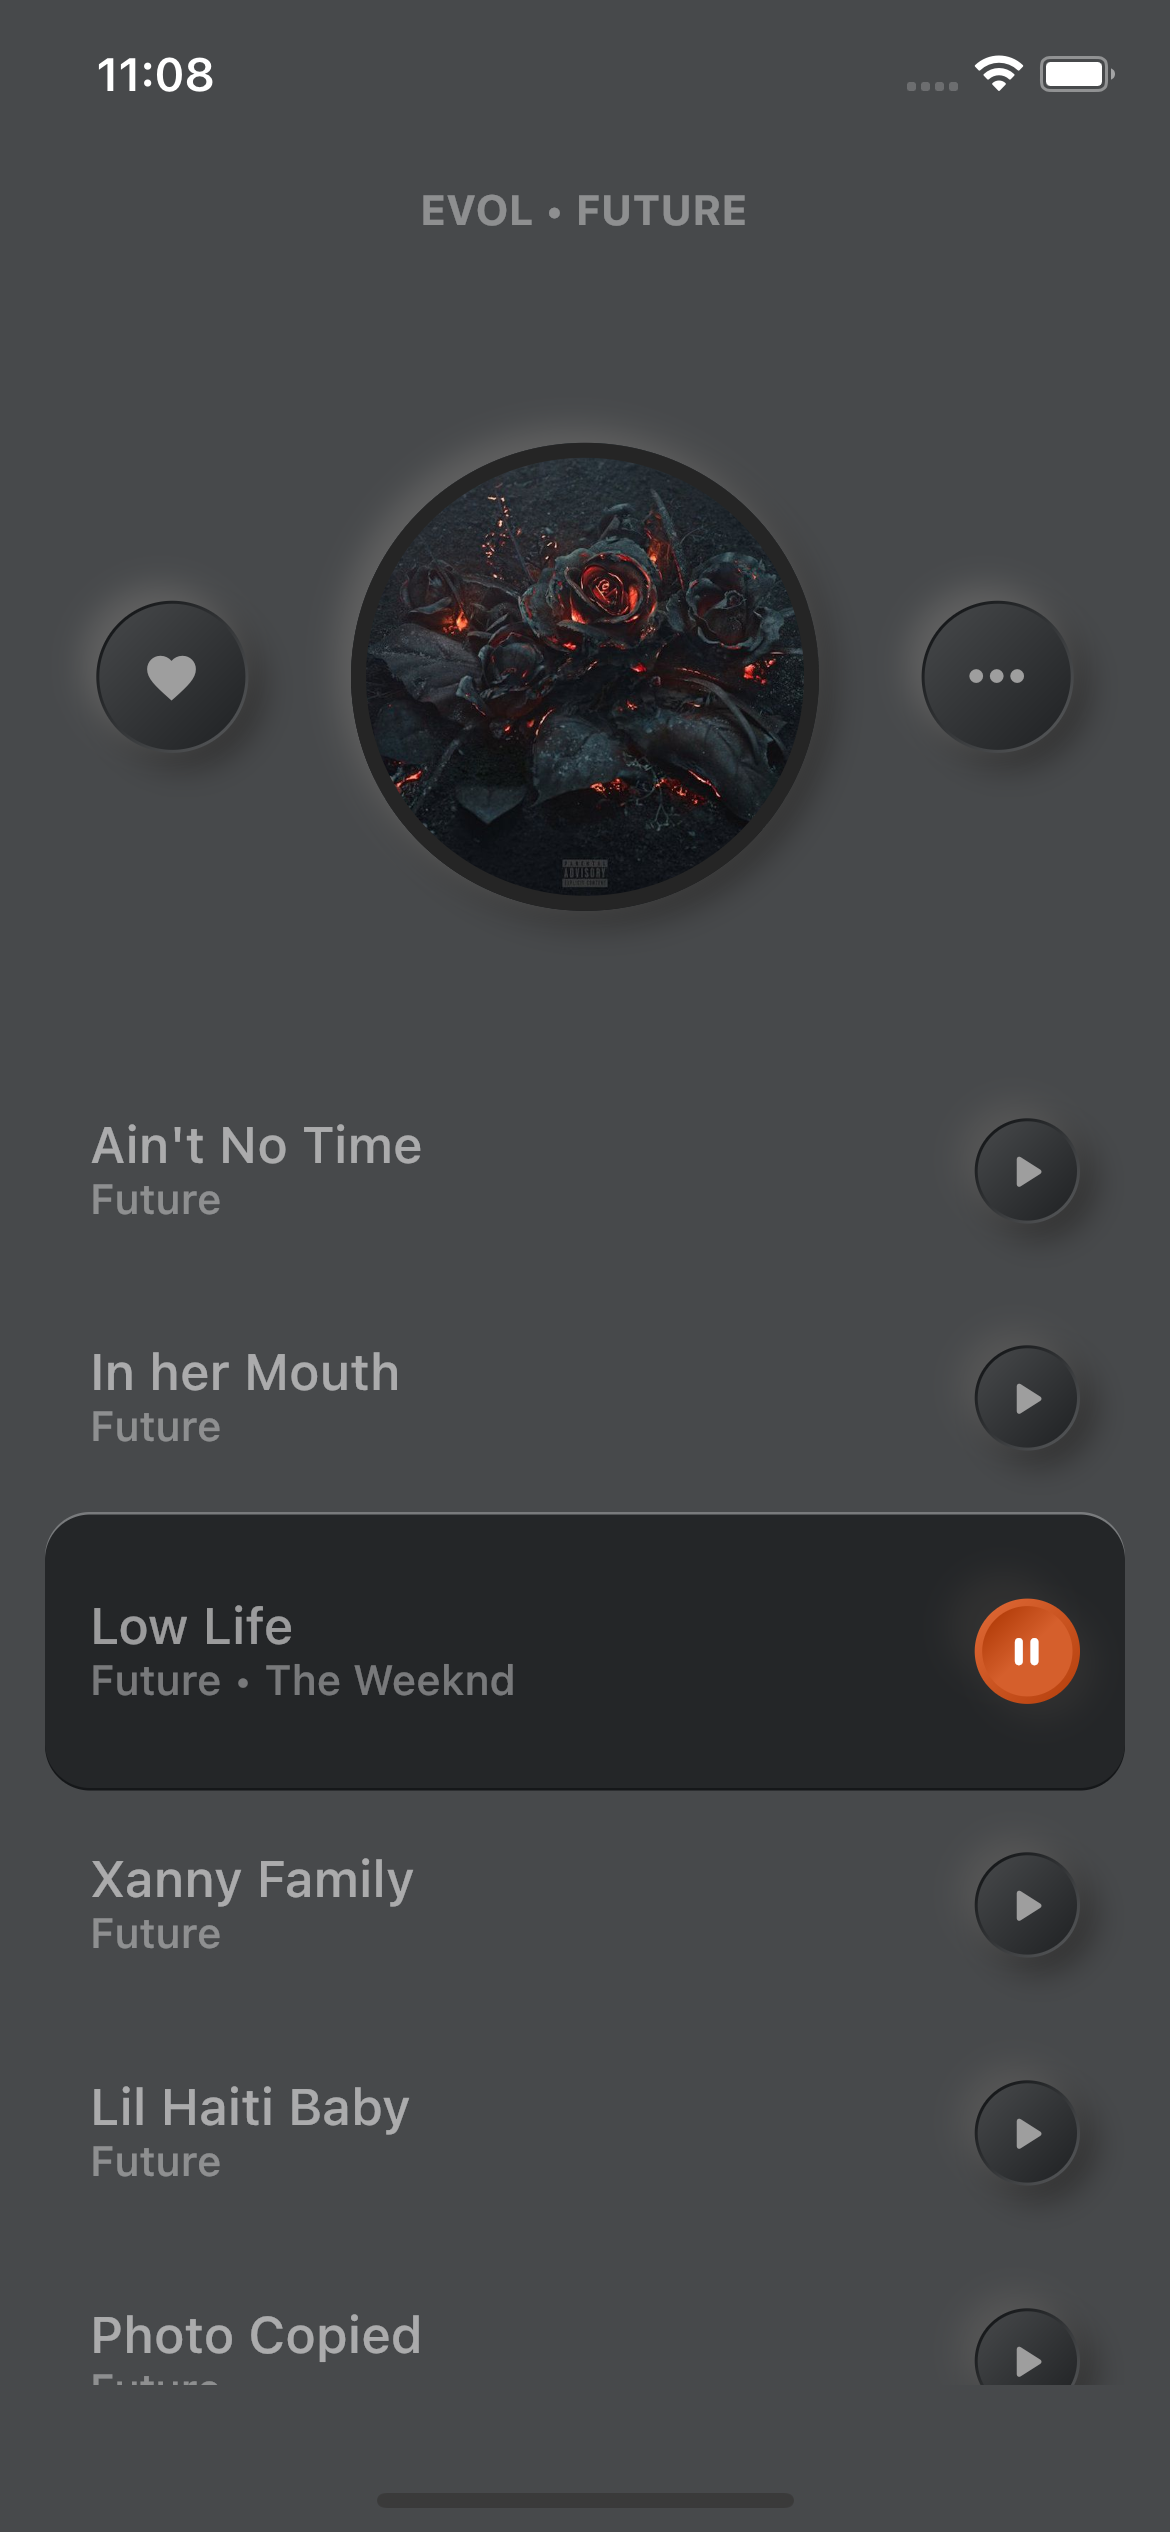 11:08
EVOL • FUTURE
PARENTAL
ADVISORY
Ain't No Time
Future
In her Mouth
Future
Low Life
Future • The Weeknd
Xanny Family
Future
Lil Haiti Baby
Future
Photo Copied
Future